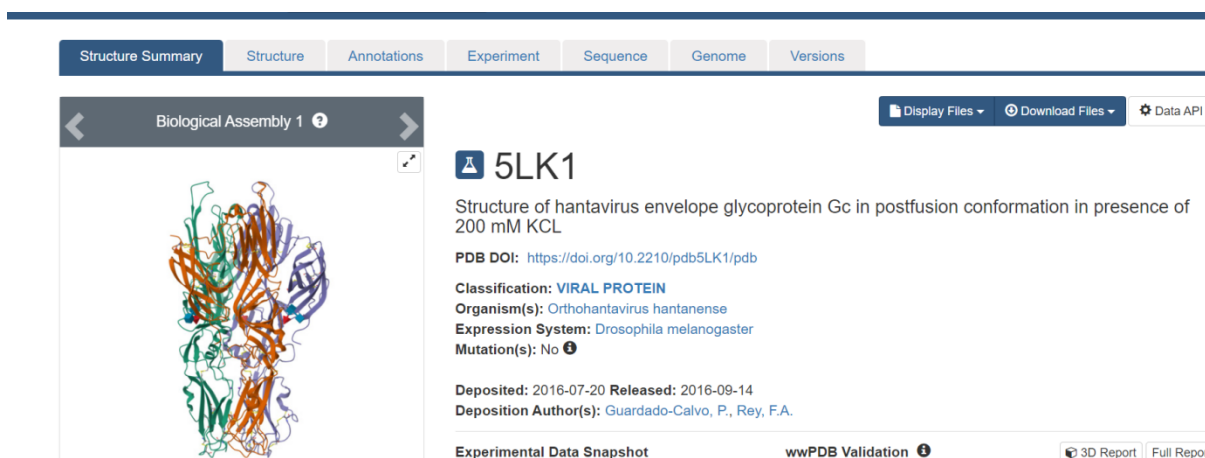 Structure Summary Structure Annotations Experiment Sequence Genome Versions
Biological Assembly 1
Display Files Download Files Data API
5LK1
Structure of hantavirus envelope glycoprotein Gc in postfusion conformation in presence of
200 mM KCL
PDB DOI: https://doi.org/10.2210/pdb5LK1/pdb
Classification: VIRAL PROTEIN
Organism(s): Orthohantavirus hantanense
Expression System: Drosophila melanogaster
Mutation(s): No
Deposited: 2016-07-20 Released: 2016-09-14
Deposition Author(s): Guardado-Calvo, P., Rey, F.A.
Experimental Data Snapshot wwPDB Validation 3D Report Full Repor